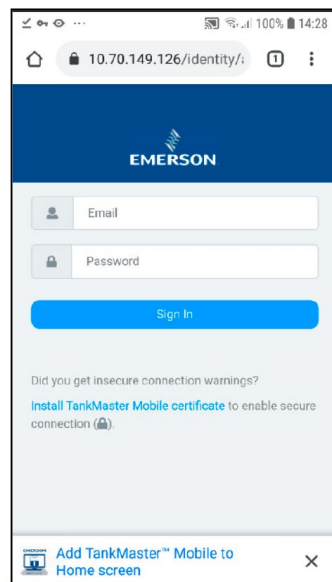 100% 14:28
10.70.149.126/identity/
1
EMERSON
Email
Password
Sign In
Did you get insecure connection warnings?
Install TankMaster Mobile certificate to enable secure
connection ().
Add TankMaster™ Mobile to
Home screen